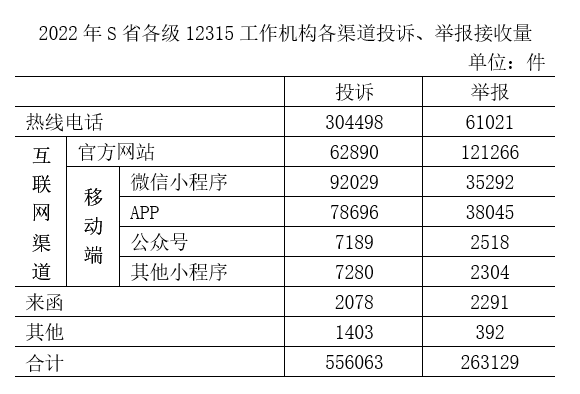 2022 年 S 省各级 12315 工作机构各渠道投诉、举报接收量
单位：件
投诉 举报
热线电话 304498 61021
互联网渠道 官方网站 62890 121266
移动端 微信小程序 92029 35292
APP 78696 38045
公众号 7189 2518
其他小程序 7280 2304
来函 2078 2291
其他 1403 392
合计 556063 263129